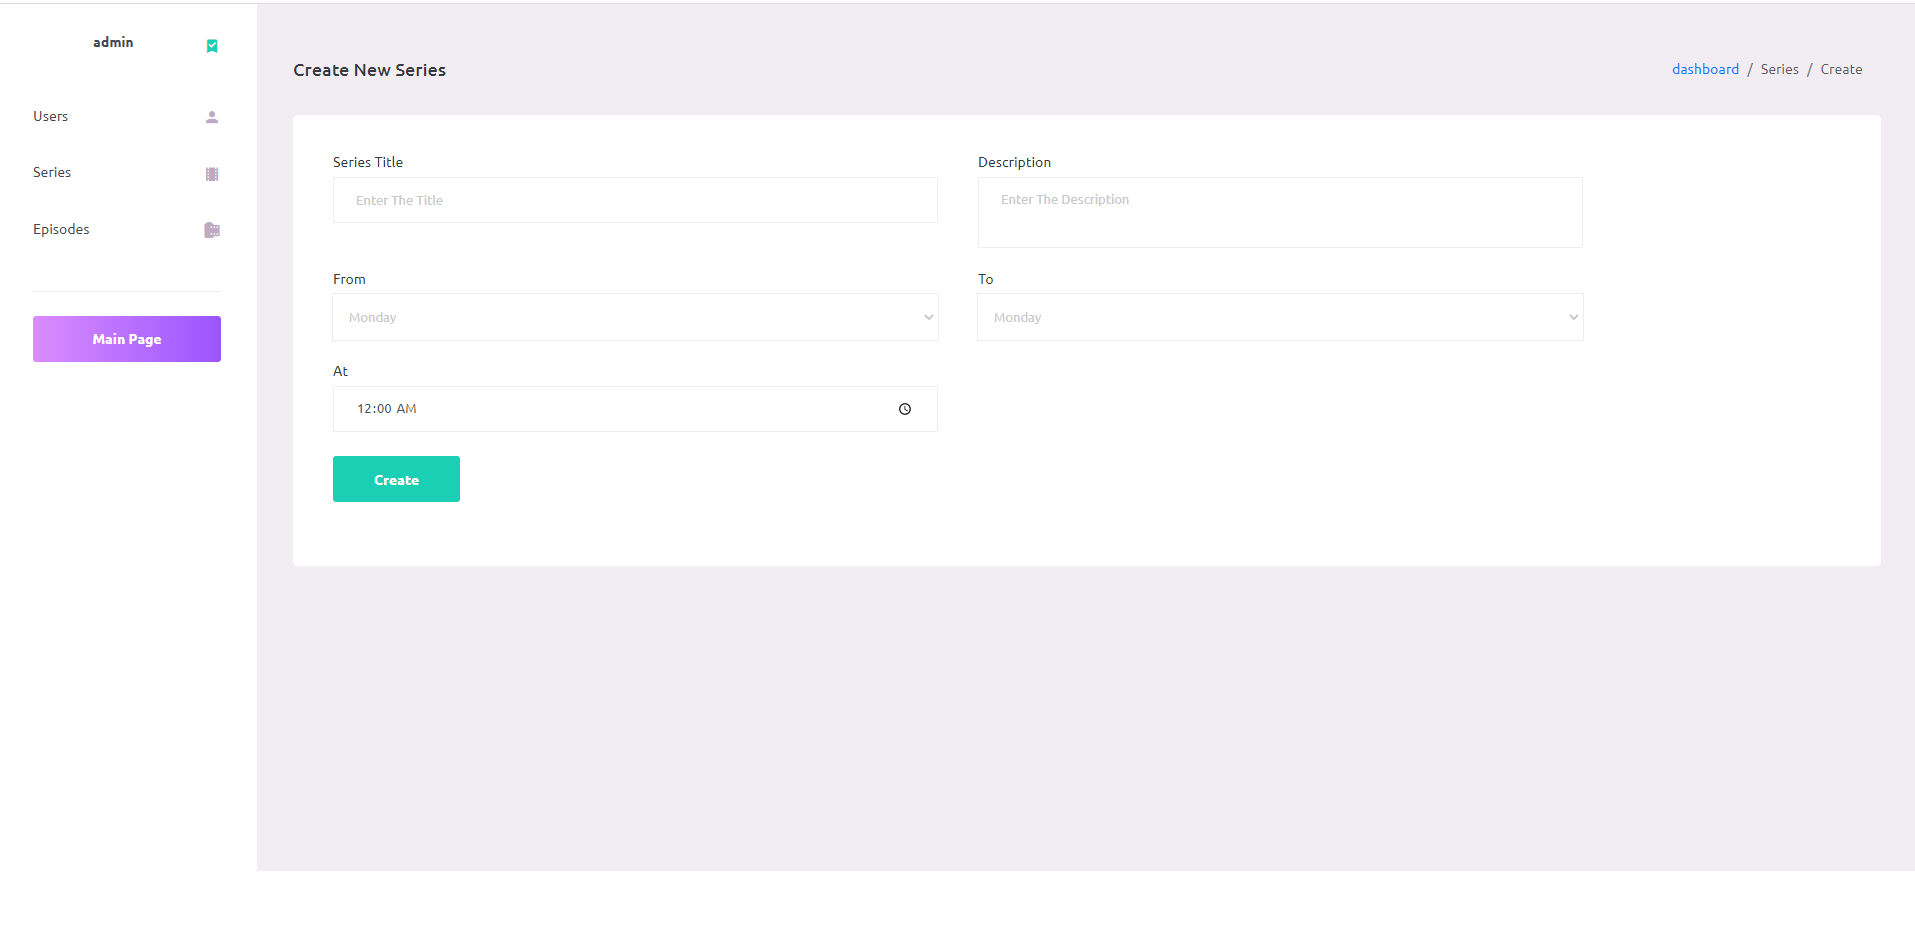 admin
Users
Series
Episodes
Main Page
Create New Series
dashboard / Series / Create
Series Title
Enter The Title
Description
Enter The Description
From
Monday
To
Monday
At
12:00 AM
Create